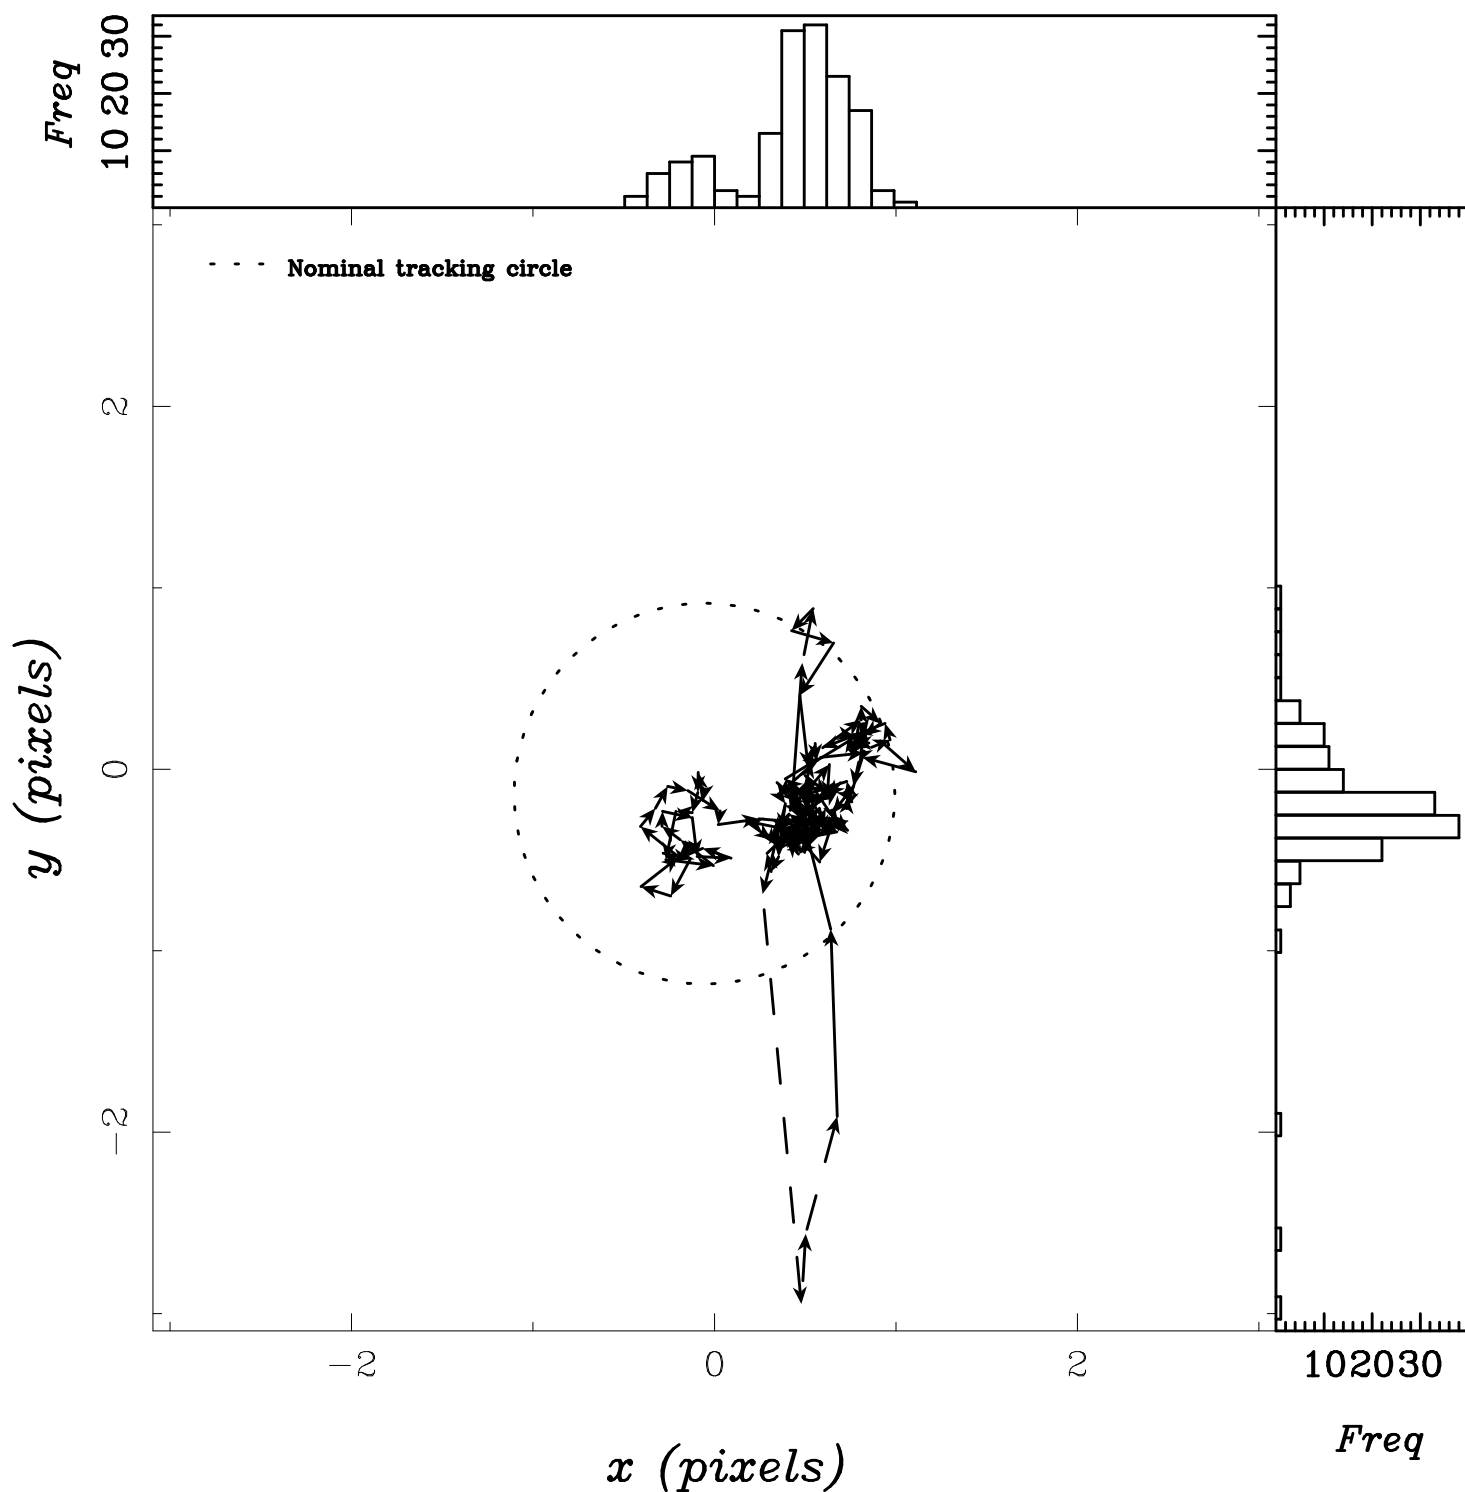 Freq
10 20 30
Nominal tracking circle
y (pixels)
2
0
−2
−2 0 2
102030
x (pixels)
Freq